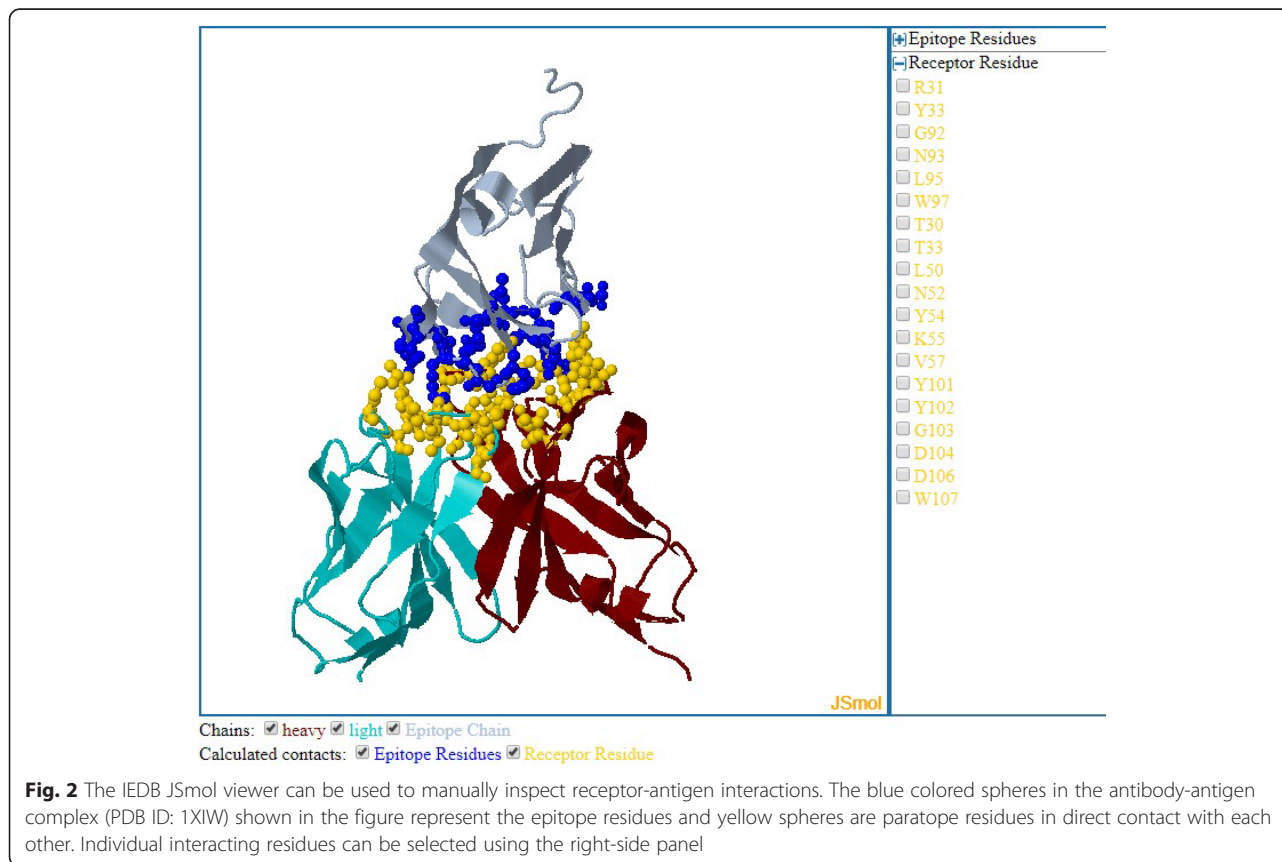 [+]Epitope Residues
[-]Receptor Residue
R31
Y33
G92
N93
L95
W97
T30
T33
L50
N52
Y54
K55
V57
Y101
Y102
G103
D104
D106
W107
JSmol
Chains: heavy light Epitope Chain
Calculated contacts: Epitope Residues Receptor Residue
Fig. 2 The IEDB JSmol viewer can be used to manually inspect receptor-antigen interactions. The blue colored spheres in the antibody-antigen
complex (PDB ID: 1XIW) shown in the figure represent the epitope residues and yellow spheres are paratope residues in direct contact with each
other. Individual interacting residues can be selected using the right-side panel